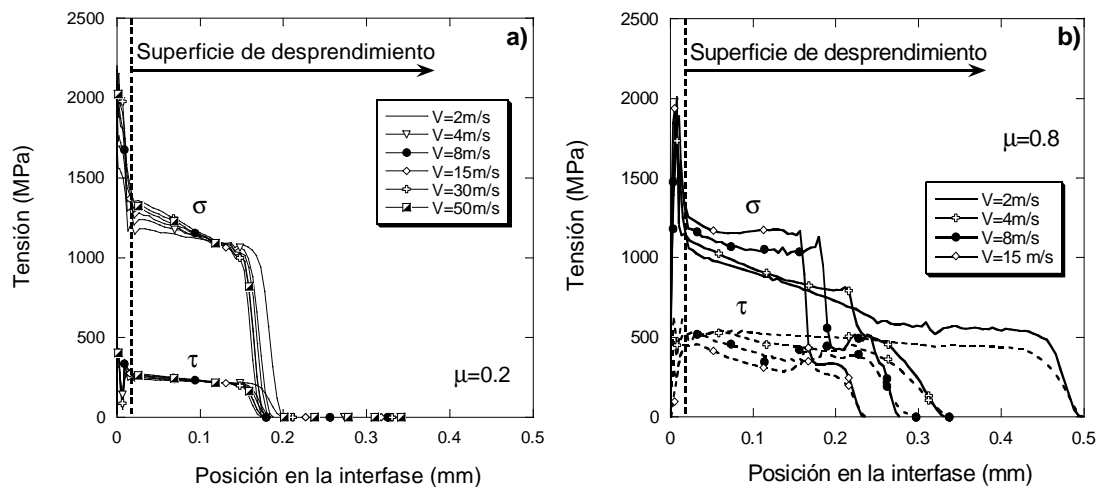 2500
2000
1500
1000
500
0
Tensión (MPa)
a)
Superficie de desprendimiento
V=2m/s
V=4m/s
V=8m/s
V=15m/s
V=30m/s
V=50m/s
σ
τ
μ=0.2
0 0.1 0.2 0.3 0.4 0.5
Posición en la interfase (mm)
2500
2000
1500
1000
500
0
Tensión (MPa)
b)
Superficie de desprendimiento
μ=0.8
V=2m/s
V=4m/s
V=8m/s
V=15 m/s
σ
τ
0 0.1 0.2 0.3 0.4 0.5
Posición en la interfase (mm)